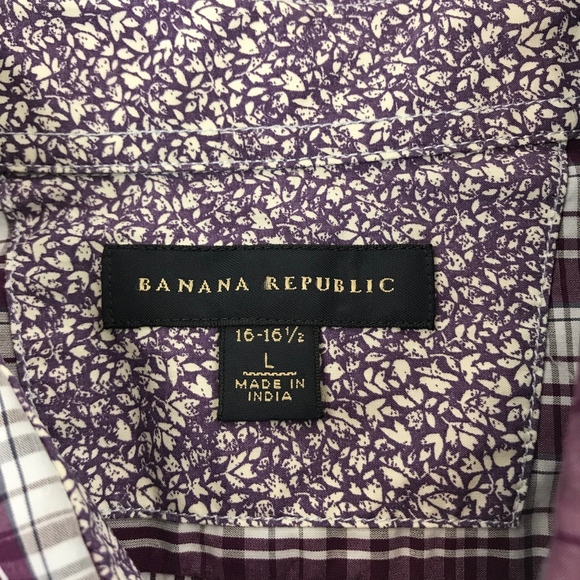 BANANA REPUBLIC
16-16½
L
MADE IN
INDIA